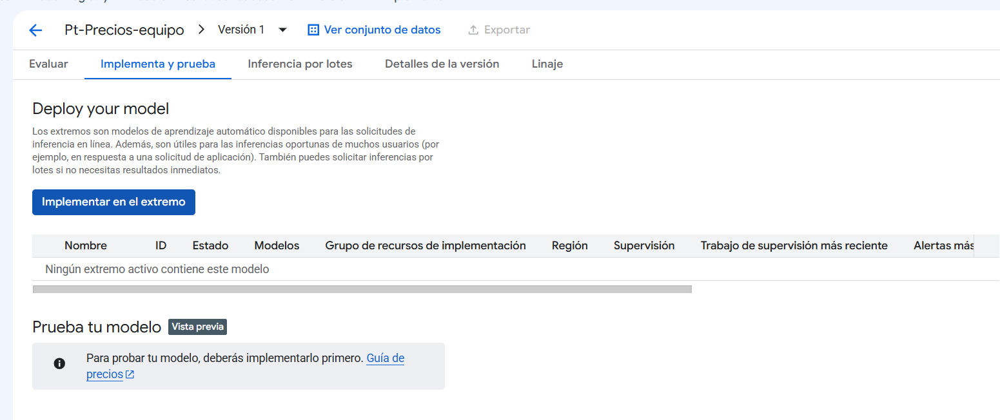 Pt-Precios-equipo > Versión 1 Ver conjunto de datos Exportar
Evaluar Implementa y prueba Inferencia por lotes Detalles de la versión Linaje
Deploy your model
Los extremos son modelos de aprendizaje automático disponibles para las solicitudes de
inferencia en línea. Además, son útiles para las inferencias oportunas de muchos usuarios (por
ejemplo, en respuesta a una solicitud de aplicación). También puedes solicitar inferencias por
lotes si no necesitas resultados inmediatos.
Implementar en el extremo
Nombre ID Estado Modelos Grupo de recursos de implementación Región Supervisión Trabajo de supervisión más reciente Alertas más
Ningún extremo activo contiene este modelo
Prueba tu modelo Vista previa
Para probar tu modelo, deberás implementarlo primero. Guía de
precios